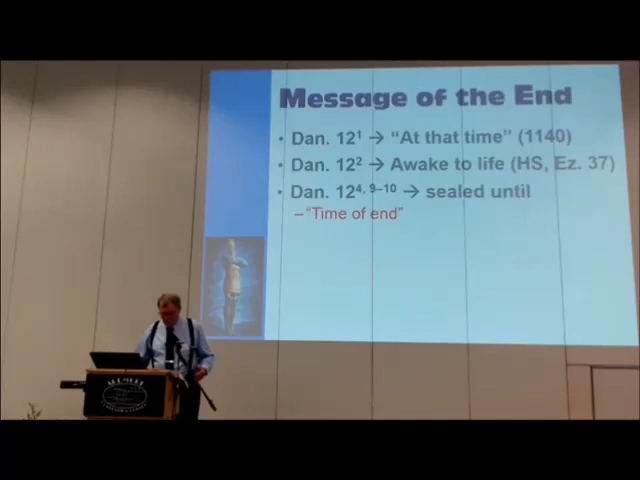 Message of the End
• Dan. 12¹ → “At that time” (1140)
• Dan. 12² → Awake to life (HS, Ez. 37)
• Dan. 12⁴, ⁹⁻¹⁰ → sealed until
– “Time of end”